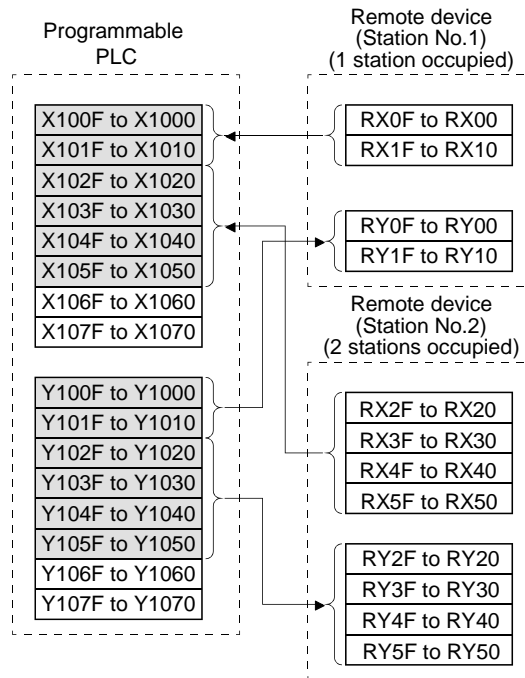 Programmable
PLC
X100F to X1000
X101F to X1010
X102F to X1020
X103F to X1030
X104F to X1040
X105F to X1050
X106F to X1060
X107F to X1070
Y100F to Y1000
Y101F to Y1010
Y102F to Y1020
Y103F to Y1030
Y104F to Y1040
Y105F to Y1050
Y106F to Y1060
Y107F to Y1070
Remote device
(Station No.1)
(1 station occupied)
RX0F to RX00
RX1F to RX10
RY0F to RY00
RY1F to RY10
Remote device
(Station No.2)
(2 stations occupied)
RX2F to RX20
RX3F to RX30
RX4F to RX40
RX5F to RX50
RY2F to RY20
RY3F to RY30
RY4F to RY40
RY5F to RY50